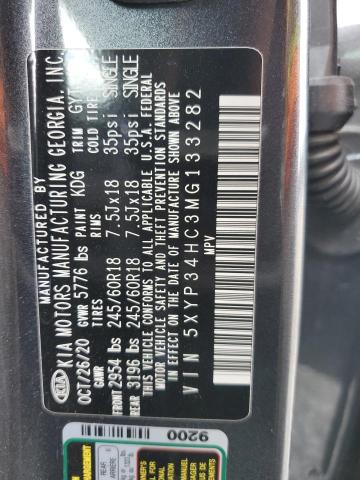 KIA KIA MOTORS MANUFACTURING GEORGIA, INC.
MANUFACTURED BY
OCT/26/20 GVWR 5776 lbs PAINT KDG TRIM
GAWR TIRES RIMS COLD TIRE
FRONT 2954 lbs 245/60R18 7.5Jx18 35psi SINGLE
REAR 3196 lbs 245/60R18 7.5Jx18 35psi SINGLE
THIS VEHICLE CONFORMS TO ALL APPLICABLE U.S.A. FEDERAL
MOTOR VEHICLE SAFETY AND THEFT PREVENTION STANDARDS
IN EFFECT ON THE DATE OF MANUFACTURE SHOWN ABOVE
MPV
VIN 5XYP34HC3MG133282
9200
REAR
ARRIERE